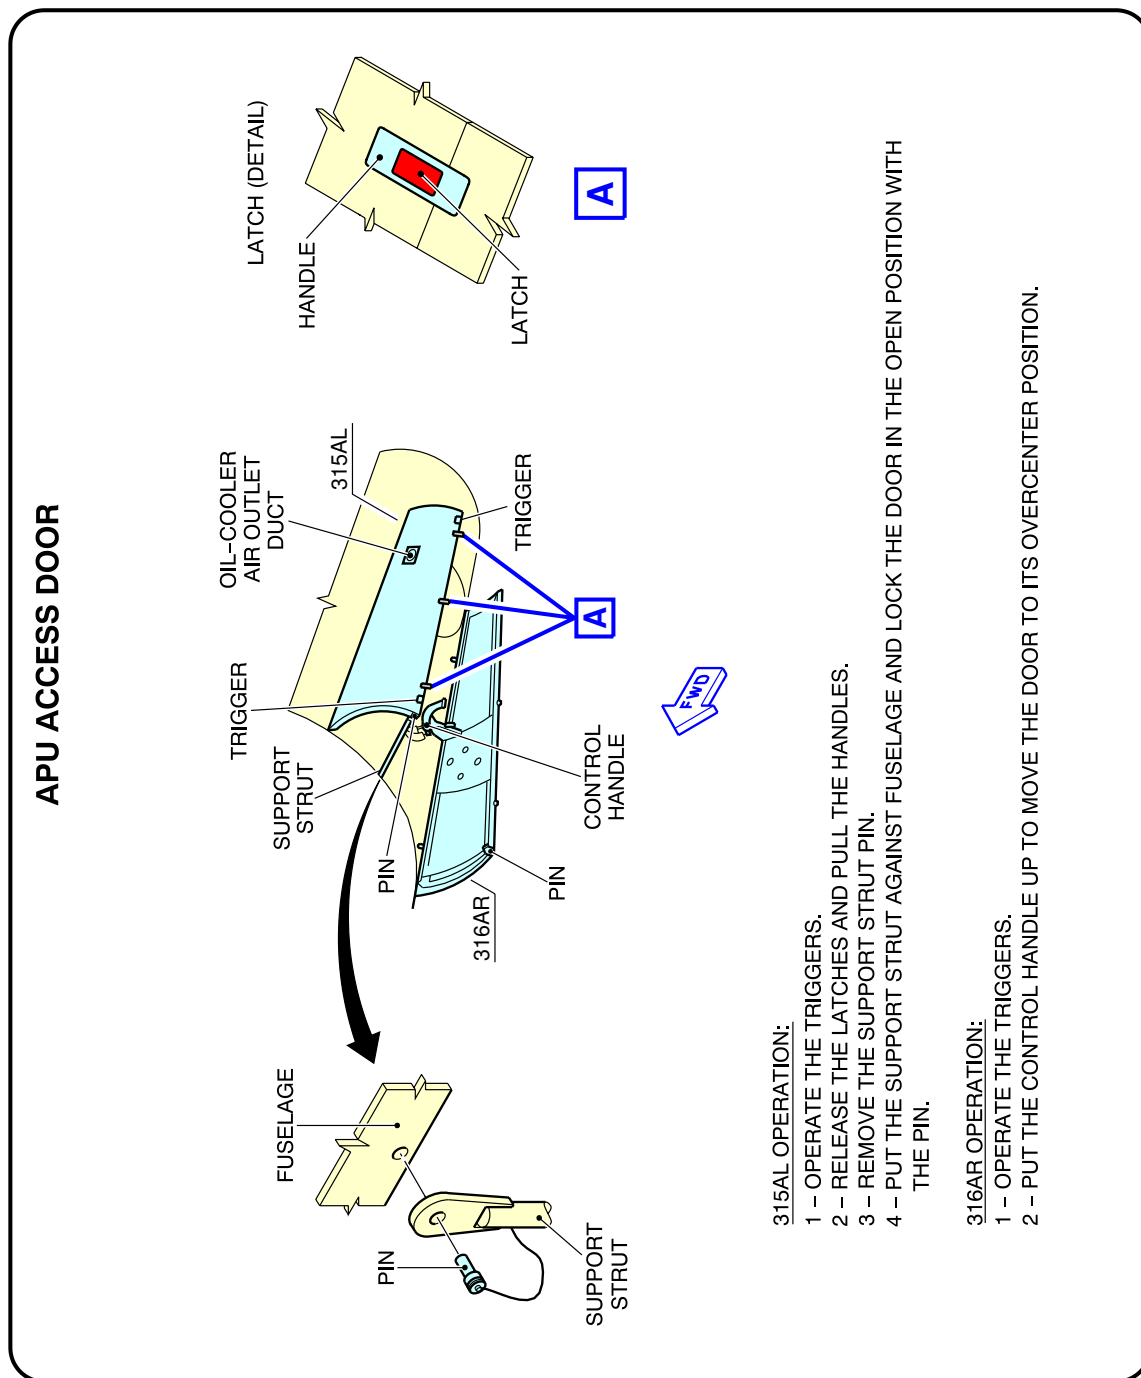 APU ACCESS DOOR
LATCH (DETAIL)
HANDLE
LATCH
A
OIL–COOLER
AIR OUTLET
DUCT
315AL
TRIGGER
TRIGGER
SUPPORT
STRUT
PIN
316AR
PIN
CONTROL
HANDLE
A
FWD
FUSELAGE
PIN
SUPPORT
STRUT
315AL OPERATION:
1 – OPERATE THE TRIGGERS.
2 – RELEASE THE LATCHES AND PULL THE HANDLES.
3 – REMOVE THE SUPPORT STRUT PIN.
4 – PUT THE SUPPORT STRUT AGAINST FUSELAGE AND LOCK THE DOOR IN THE OPEN POSITION WITH
THE PIN.
316AR OPERATION:
1 – OPERATE THE TRIGGERS.
2 – PUT THE CONTROL HANDLE UP TO MOVE THE DOOR TO ITS OVERCENTER POSITION.